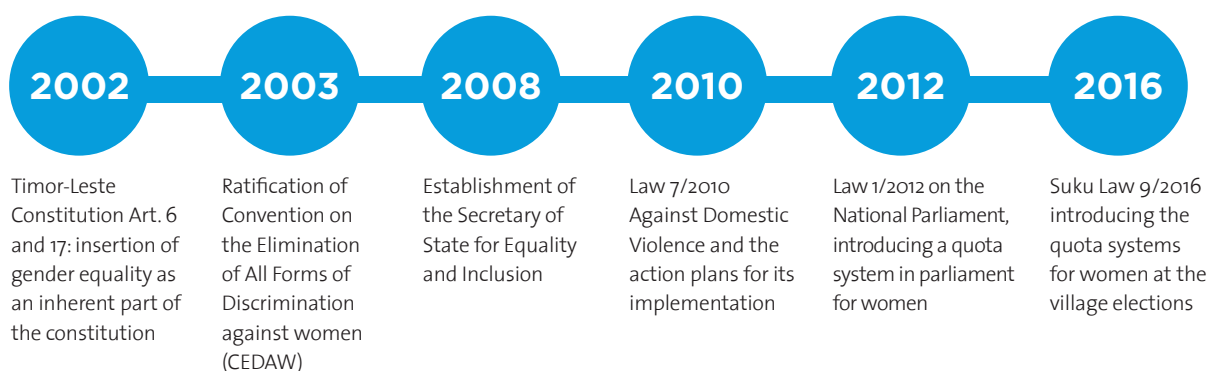 2002
Timor-Leste
Constitution Art. 6
and 17: insertion of
gender equality as
an inherent part of
the constitution
2003
Ratification of
Convention on
the Elimination
of All Forms of
Discrimination
against women
(CEDAW)
2008
Establishment of
the Secretary of
State for Equality
and Inclusion
2010
Law 7/2010
Against Domestic
Violence and the
action plans for its
implementation
2012
Law 1/2012 on the
National Parliament,
introducing a quota
system in parliament
for women
2016
Suku Law 9/2016
introducing the
quota systems
for women at the
village elections